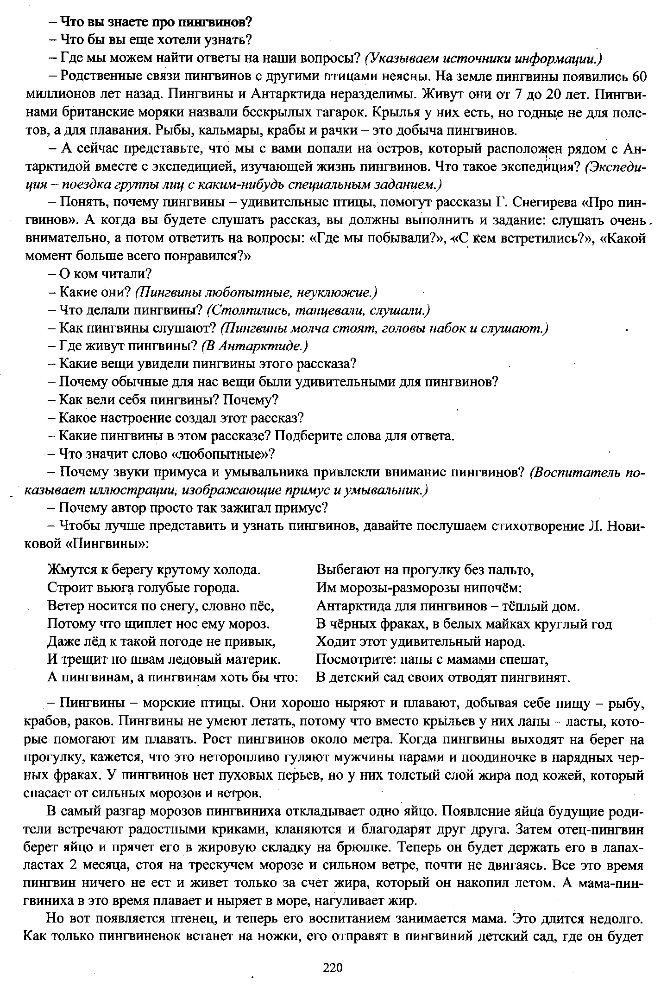 – Что вы знаете про пингвинов?
– Что бы вы еще хотели узнать?
– Где мы можем найти ответы на наши вопросы? (Указываем источники информации.)
– Родственные связи пингвинов с другими птицами неясны. На земле пингвины появились 60
миллионов лет назад. Пингвины и Антарктида неразделимы. Живут они от 7 до 20 лет. Пингви-
нами британские моряки назвали бескрылых гагарок. Крылья у них есть, но годные не для поле-
тов, а для плавания. Рыбы, кальмары, крабы и рачки – это добыча пингвинов.
– А сейчас представьте, что мы с вами попали на остров, который расположен рядом с Ан-
тарктидой вместе с экспедицией, изучающей жизнь пингвинов. Что такое экспедиция? (Экспеди-
ция – поездка группы лиц с каким-нибудь специальным заданием.)
– Понять, почему пингвины – удивительные птицы, помогут рассказы Г. Снегирева «Про пин-
гвинов». А когда вы будете слушать рассказ, вы должны выполнить и задание: слушать очень
внимательно, а потом ответить на вопросы: «Где мы побывали?», «С кем встретились?», «Какой
момент больше всего понравился?»
– О ком читали?
– Какие они? (Пингвины любопытные, неуклюжие.)
– Что делали пингвины? (Столпились, танцевали, слушали.)
– Как пингвины слушают? (Пингвины молча стоят, головы набок и слушают.)
– Где живут пингвины? (В Антарктиде.)
– Какие вещи увидели пингвины этого рассказа?
– Почему обычные для нас вещи были удивительными для пингвинов?
– Как вели себя пингвины? Почему?
– Какое настроение создал этот рассказ?
– Какие пингвины в этом рассказе? Подберите слова для ответа.
– Что значит слово «любопытные»?
– Почему звуки примуса и умывальника привлекли внимание пингвинов? (Воспитатель по-
казывает иллюстрации, изображающие примус и умывальник.)
– Почему автор просто так зажигал примус?
– Чтобы лучше представить и узнать пингвинов, давайте послушаем стихотворение Л. Нови-
ковой «Пингвины»:
Жмутся к берегу крутому холода.
Строит вьюга голубые города.
Ветер носится по снегу, словно пёс,
Потому что щиплет нос ему мороз.
Даже лёд к такой погоде не привык,
И трещит по швам ледовый материк.
А пингвинам, а пингвинам хоть бы что:
Выбегают на прогулку без пальто,
Им морозы-разморозы нипочём:
Антарктида для пингвинов – тёплый дом.
В чёрных фраках, в белых майках круглый год
Ходит этот удивительный народ.
Посмотрите: папы с мамами спешат,
В детский сад своих отводят пингвинят.
– Пингвины – морские птицы. Они хорошо ныряют и плавают, добывая себе пищу – рыбу,
крабов, раков. Пингвины не умеют летать, потому что вместо крыльев у них лапы – ласты, кото-
рые помогают им плавать. Рост пингвинов около метра. Когда пингвины выходят на берег на
прогулку, кажется, что это неторопливо гуляют мужчины парами и поодиночке в нарядных чер-
ных фраках. У пингвинов нет пуховых перьев, но у них толстый слой жира под кожей, который
спасает от сильных морозов и ветров.
В самый разгар морозов пингвиниха откладывает одно яйцо. Появление яйца будущие роди-
тели встречают радостными криками, кланяются и благодарят друг друга. Затем отец-пингвин
берет яйцо и прячет его в жировую складку на брюшке. Теперь он будет держать его в лапах-
ластах 2 месяца, стоя на трескучем морозе и сильном ветре, почти не двигаясь. Все это время
пингвин ничего не ест и живет только за счет жира, который он накопил летом. А мама-пин-
гвиниха в это время плавает и ныряет в море, нагуливает жир.
Но вот появляется птенец, и теперь его воспитанием занимается мама. Это длится недолго.
Как только пингвиненок встанет на ножки, его отправят в пингвиний детский сад, где он будет
220